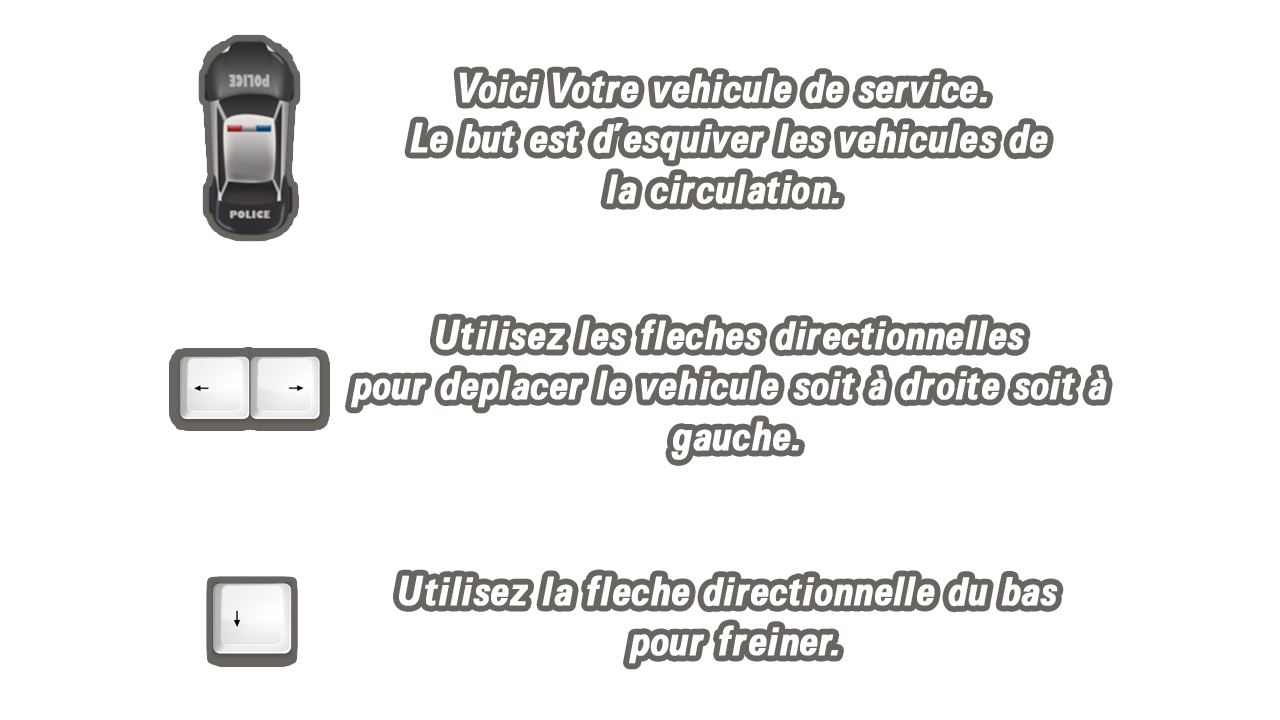 POLICE
Voici Votre vehicule de service.
Le but est d'esquiver les vehicules de
la circulation.
POLICE
Utilisez les fleches directionnelles
pour deplacer le vehicule soit à droite soit à
gauche.
Utilisez la fleche directionnelle du bas
pour freiner.